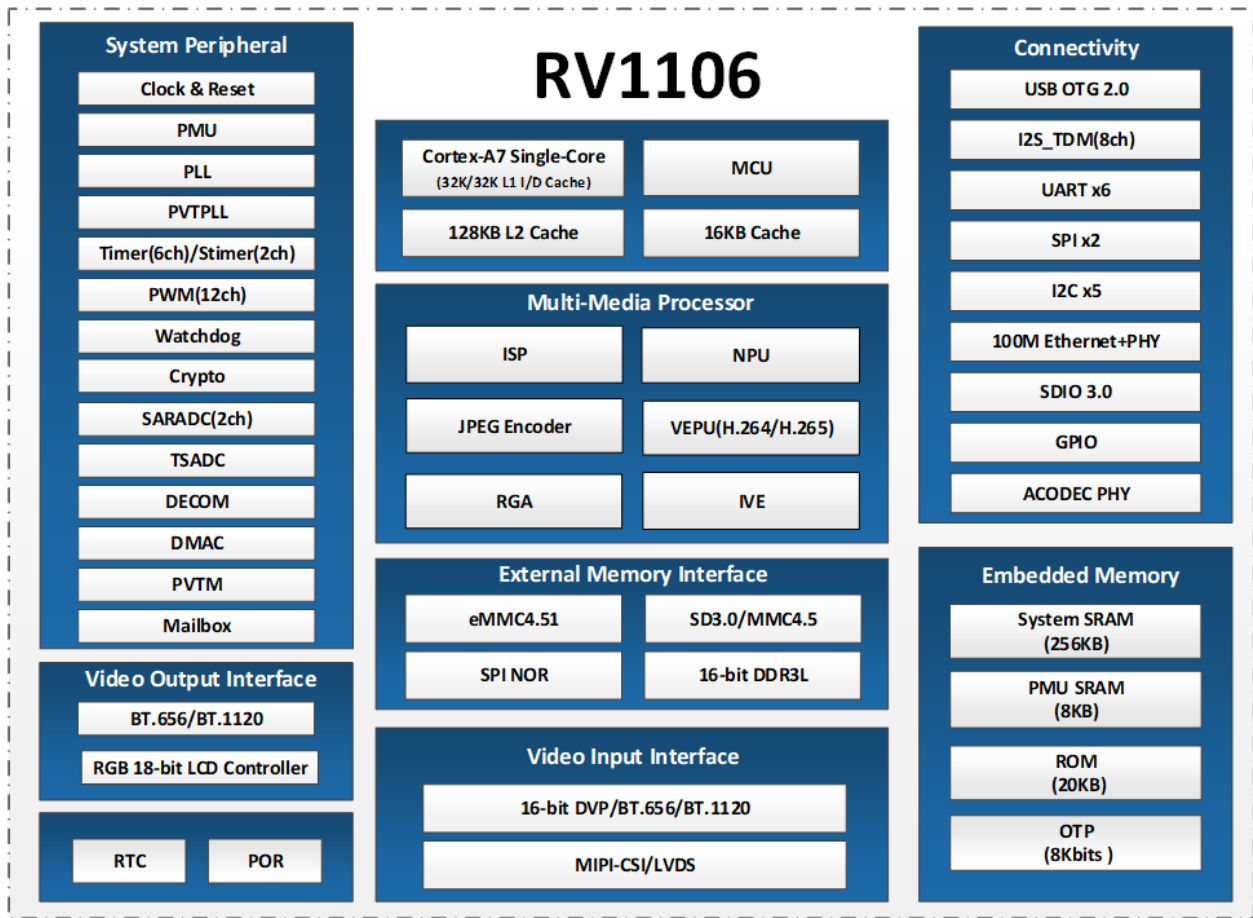 System Peripheral
Clock & Reset
PMU
PLL
PVTPLL
Timer(6ch)/Stimer(2ch)
PWM(12ch)
Watchdog
Crypto
SARADC(2ch)
TSADC
DECOM
DMAC
PVTM
Mailbox
Video Output Interface
BT.656/BT.1120
RGB 18-bit LCD Controller
RTC
POR
RV1106
Cortex-A7 Single-Core
(32K/32K L1 I/D Cache)
MCU
128KB L2 Cache
16KB Cache
Multi-Media Processor
ISP
NPU
JPEG Encoder
VEPU(H.264/H.265)
RGA
IVE
External Memory Interface
eMMC4.51
SD3.0/MMC4.5
SPI NOR
16-bit DDR3L
Video Input Interface
16-bit DVP/BT.656/BT.1120
MIPI-CSI/LVDS
Connectivity
USB OTG 2.0
I2S_TDM(8ch)
UART x6
SPI x2
I2C x5
100M Ethernet+PHY
SDIO 3.0
GPIO
ACODEC PHY
Embedded Memory
System SRAM
(256KB)
PMU SRAM
(8KB)
ROM
(20KB)
OTP
(8Kbits )